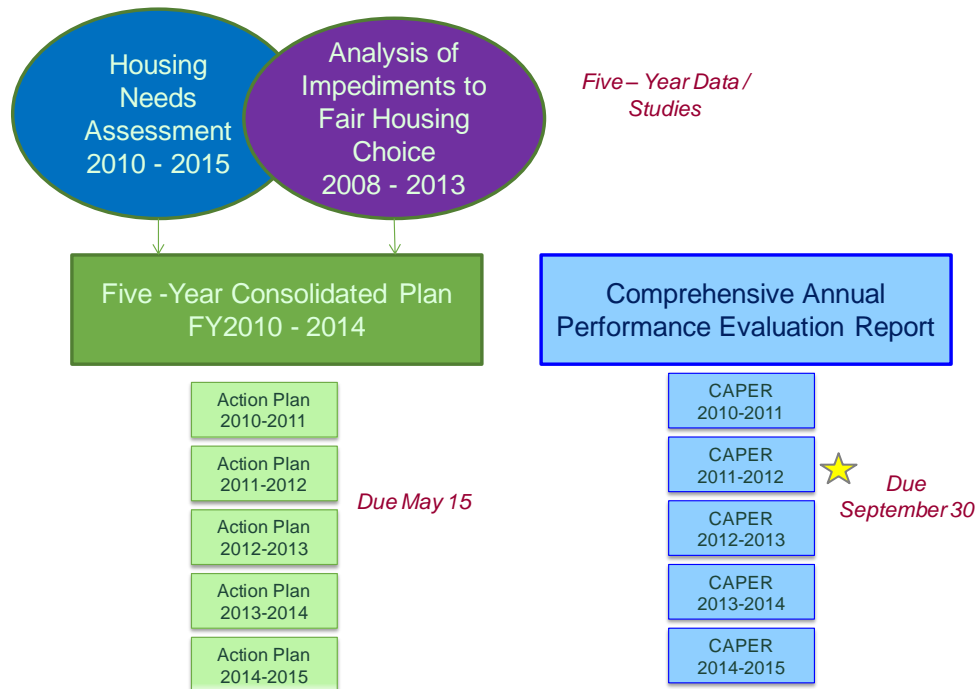 Housing
Needs
Assessment
2010 - 2015
Analysis of
Impediments to
Fair Housing
Choice
2008 - 2013
Five – Year Data /
Studies
Five -Year Consolidated Plan
FY2010 - 2014
Comprehensive Annual
Performance Evaluation Report
Action Plan
2010-2011
Action Plan
2011-2012
Action Plan
2012-2013
Action Plan
2013-2014
Action Plan
2014-2015
Due May 15
CAPER
2010-2011
CAPER
2011-2012
CAPER
2012-2013
CAPER
2013-2014
CAPER
2014-2015
Due
September 30